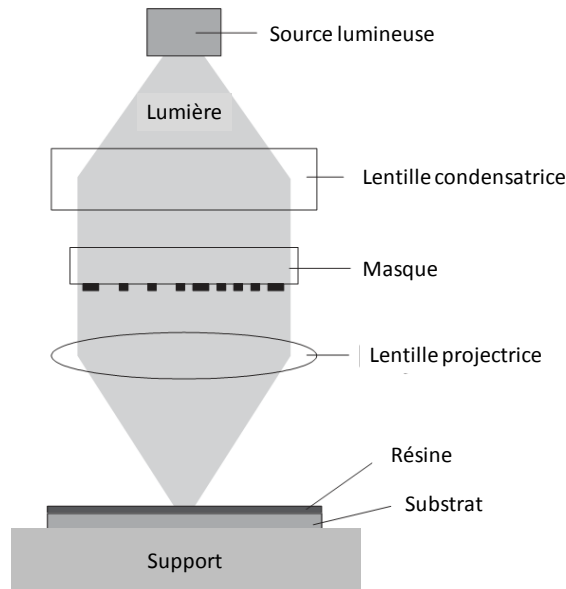 Source lumineuse
Lumière
Lentille condensatrice
Masque
Lentille projectrice
Résine
Substrat
Support